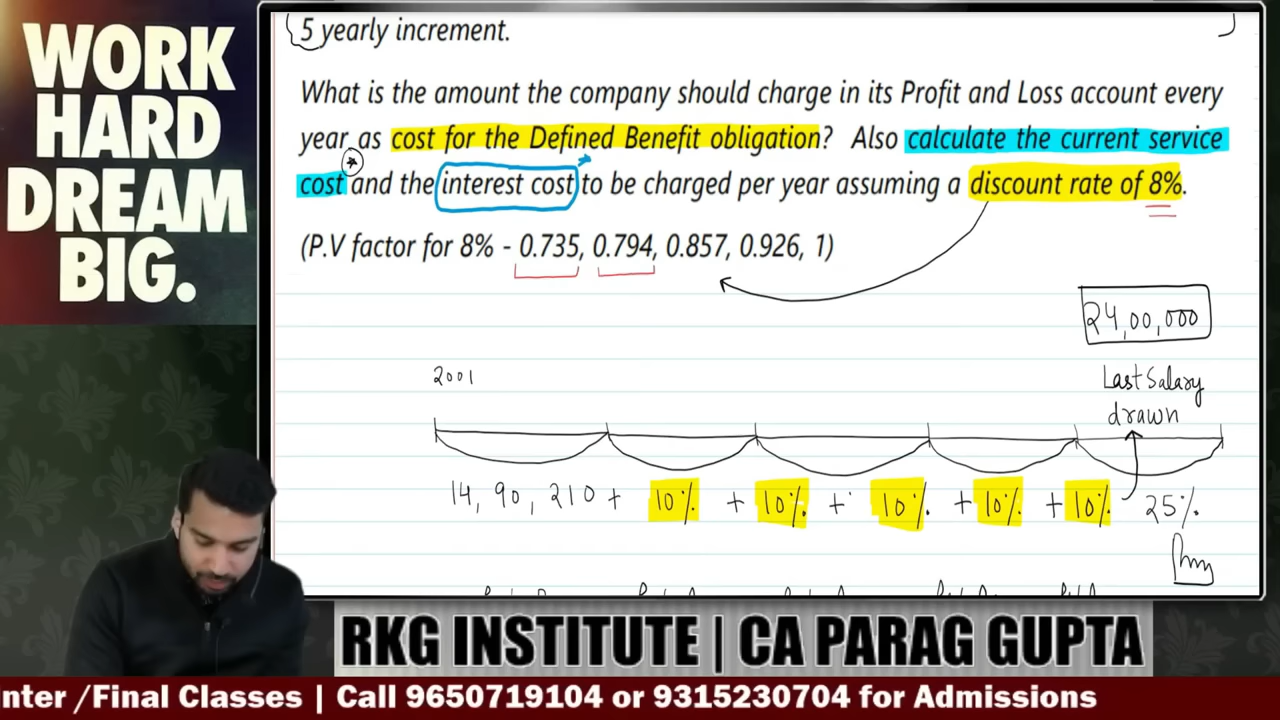 WORK
HARD
DREAM
BIG.
5 yearly increment.
What is the amount the company should charge in its Profit and Loss account every
year as cost for the Defined Benefit obligation? Also calculate the current service
cost and the interest cost to be charged per year assuming a discount rate of 8%.
(P.V factor for 8% - 0.735, 0.794, 0.857, 0.926, 1)
24,00,000
2001
Last Salary
drawn
14,90,210 + 10% + 10% + 10% + 10% + 10% 25%
RKG INSTITUTE | CA PARAG GUPTA
nter /Final Classes | Call 9650719104 or 9315230704 for Admissions